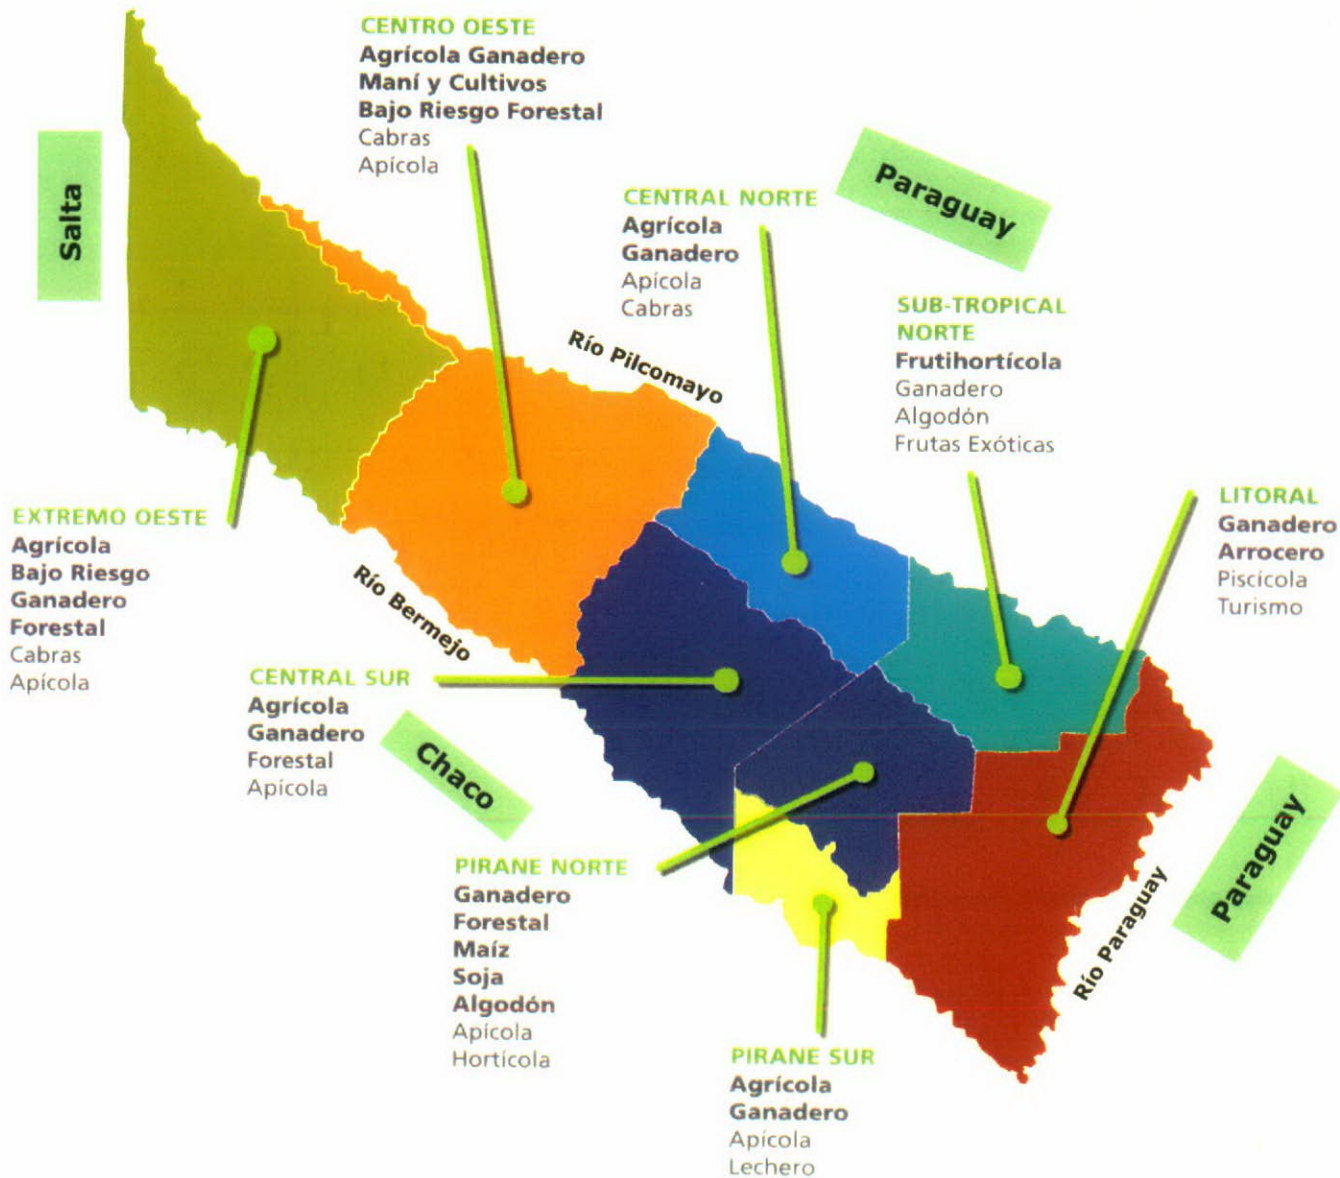 CENTRO OESTE
Agrícola Ganadero
Maní y Cultivos
Bajo Riesgo Forestal
Cabras
Apícola
Salta
Paraguay
CENTRAL NORTE
Agrícola
Ganadero
Apícola
Cabras
SUB-TROPICAL
NORTE
Frutihortícola
Ganadero
Algodón
Frutas Exóticas
Río Pilcomayo
LITORAL
Ganadero
Arrocero
Piscícola
Turismo
EXTREMO OESTE
Agrícola
Bajo Riesgo
Ganadero
Forestal
Cabras
Apícola
Río Bermejo
CENTRAL SUR
Agrícola
Ganadero
Forestal
Apícola
Chaco
Paraguay
Río Paraguay
PIRANE NORTE
Ganadero
Forestal
Maíz
Soja
Algodón
Apícola
Hortícola
PIRANE SUR
Agrícola
Ganadero
Apícola
Lechero